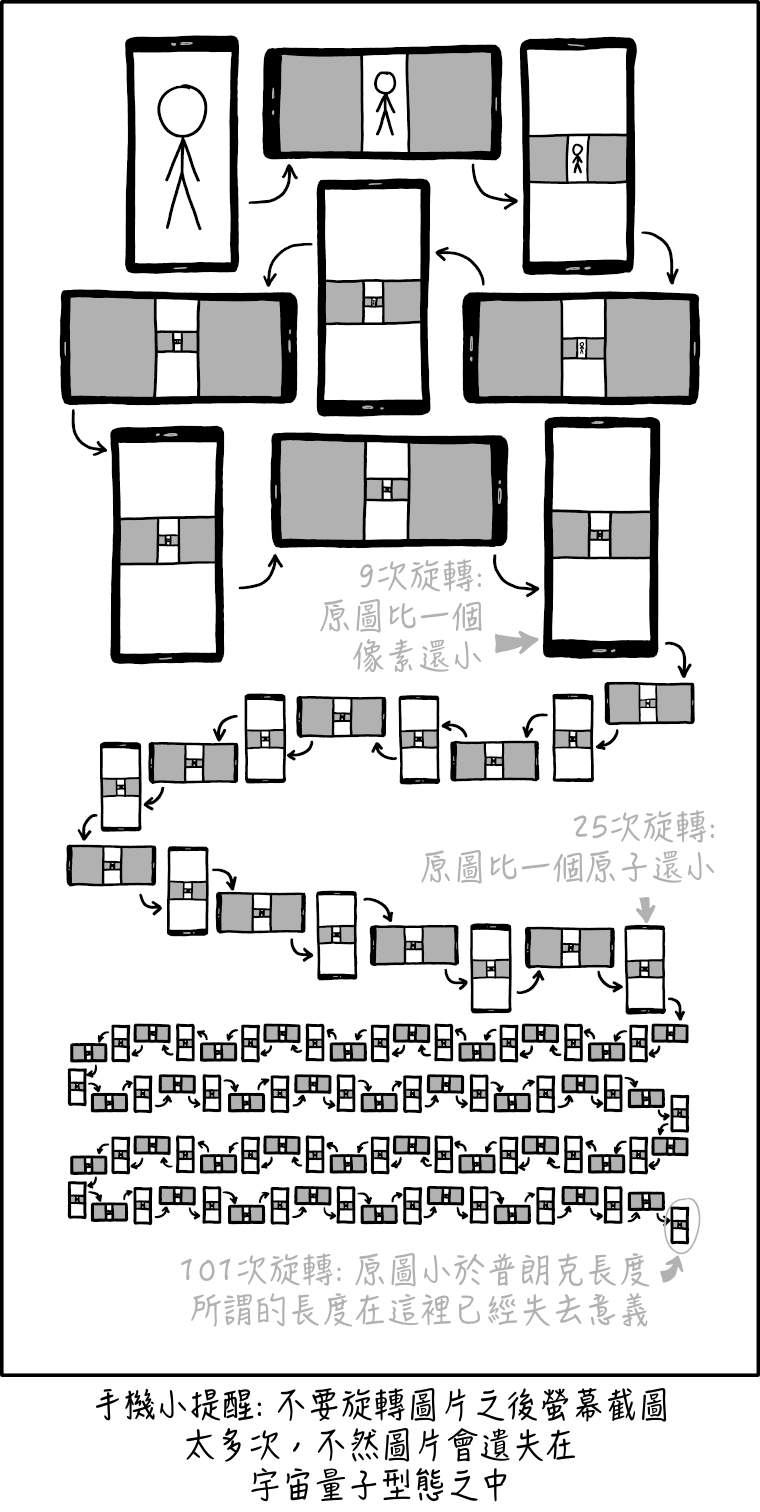 9次旋轉:
原圖比一個
像素還小
25次旋轉:
原圖比一個原子還小
101次旋轉: 原圖小於普朗克長度
所謂的長度在這裡已經失去意義
手機小提醒: 不要旋轉圖片之後螢幕截圖
太多次，不然圖片會遺失在
宇宙量子型態之中